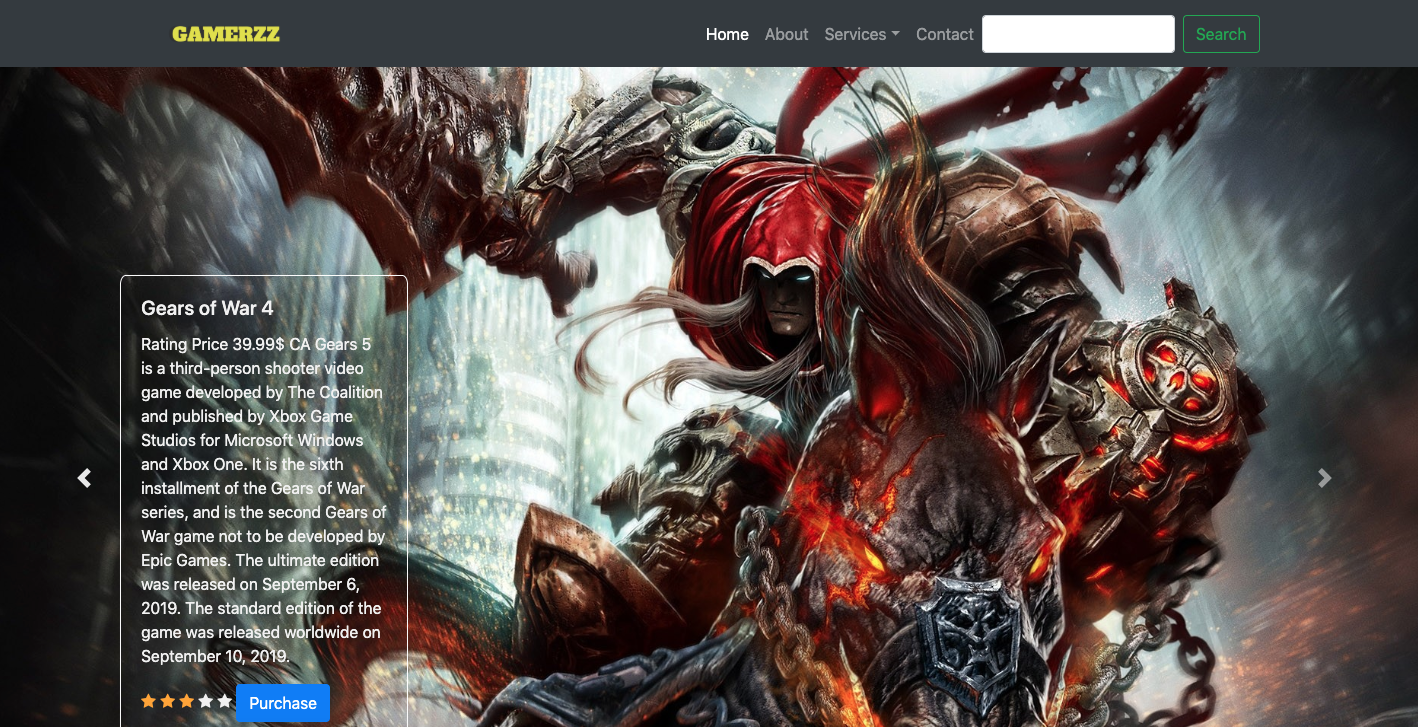 GAMERZZ
Home About Services Contact Search
Gears of War 4
Rating Price 39.99$ CA Gears 5
is a third-person shooter video
game developed by The Coalition
and published by Xbox Game
Studios for Microsoft Windows
and Xbox One. It is the sixth
installment of the Gears of War
series, and is the second Gears of
War game not to be developed by
Epic Games. The ultimate edition
was released on September 6,
2019. The standard edition of the
game was released worldwide on
September 10, 2019.
Purchase